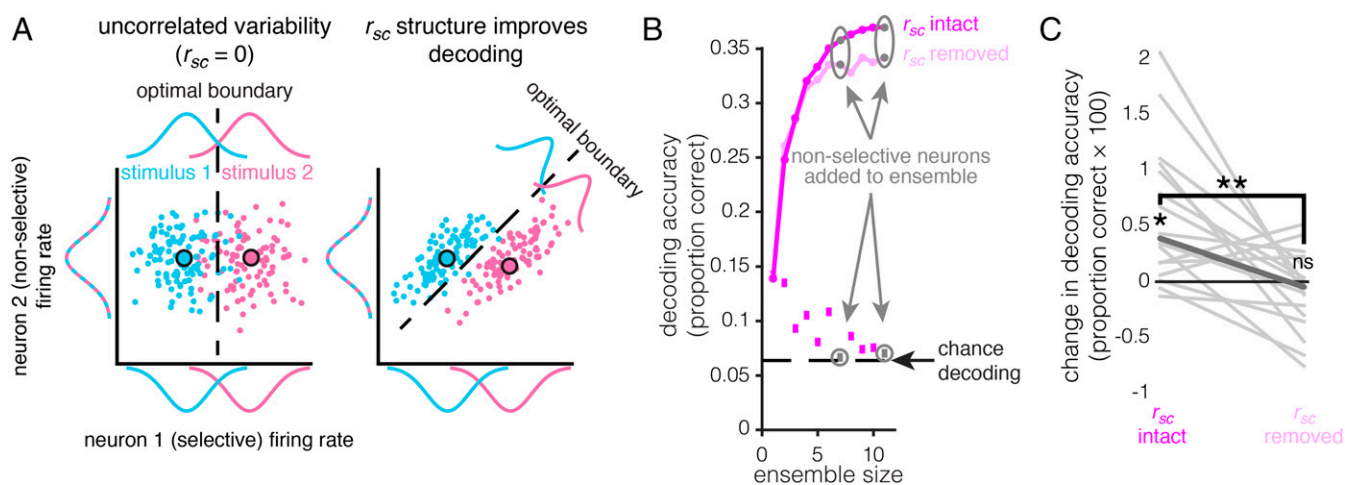 A
uncorrelated variability
(rsc = 0)
optimal boundary
stimulus 1
stimulus 2
neuron 2 (non-selective)
firing rate
neuron 1 (selective) firing rate
rsc structure improves
decoding
optimal boundary
B
rsc intact
rsc removed
non-selective neurons
added to ensemble
chance
decoding
decoding accuracy
(proportion correct)
0.35
0.3
0.25
0.2
0.15
0.1
0.05
0
0
5
10
ensemble size
C
change in decoding accuracy
(proportion correct × 100)
2
1.5
1
0.5
0
-0.5
-1
**
*
ns
rsc
intact
rsc
removed